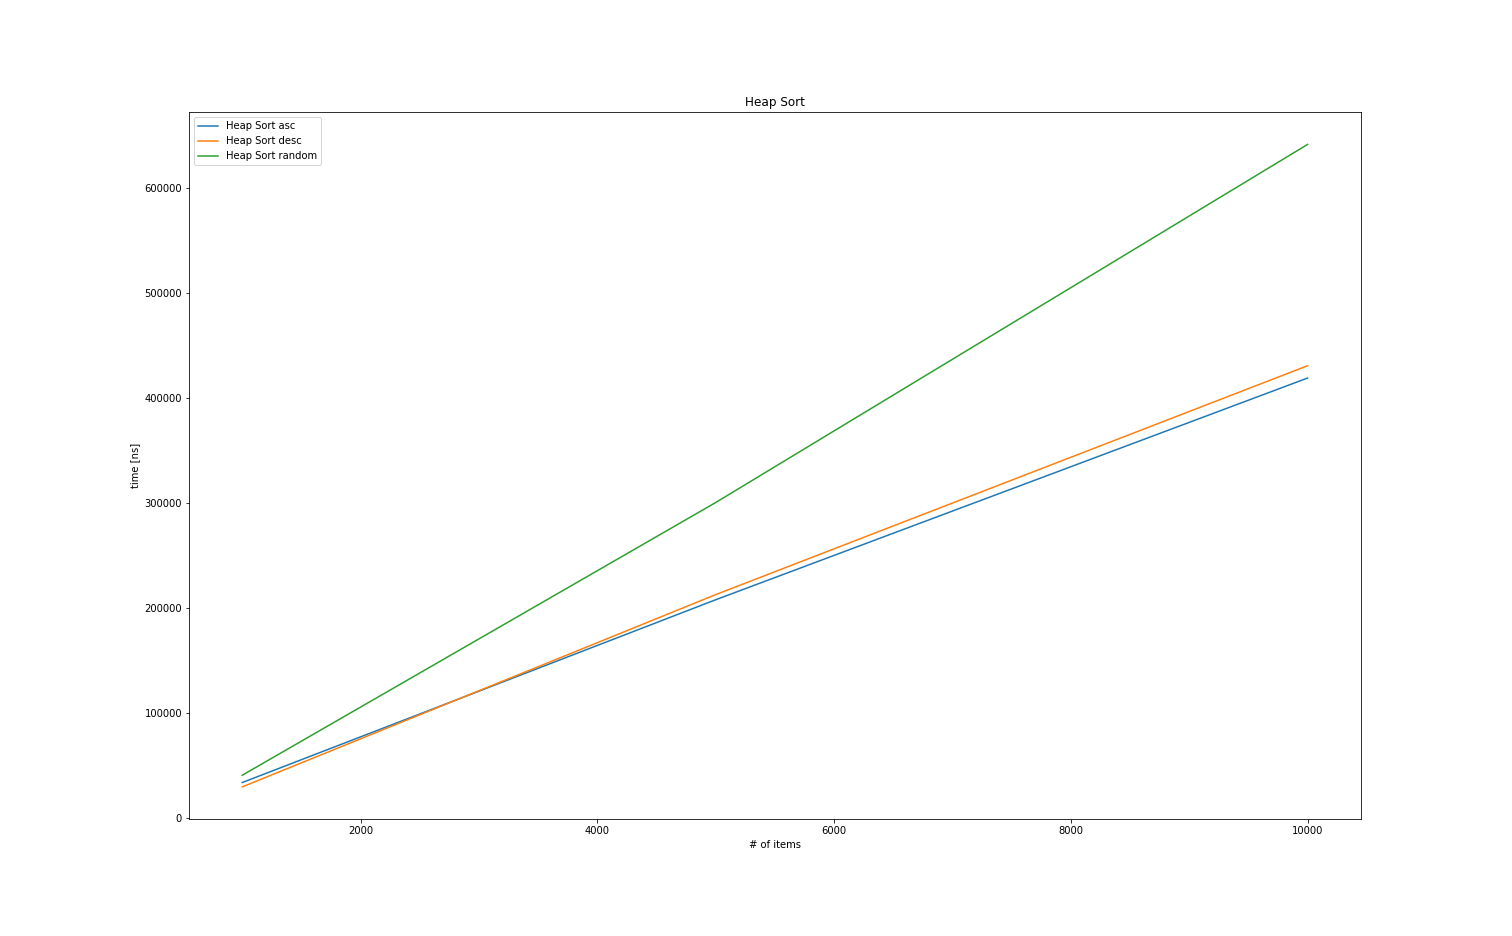 Heap Sort
Heap Sort asc
Heap Sort desc
Heap Sort random
600000
500000
400000
300000
200000
100000
0
time [ns]
2000 4000 6000 8000 10000
# of items